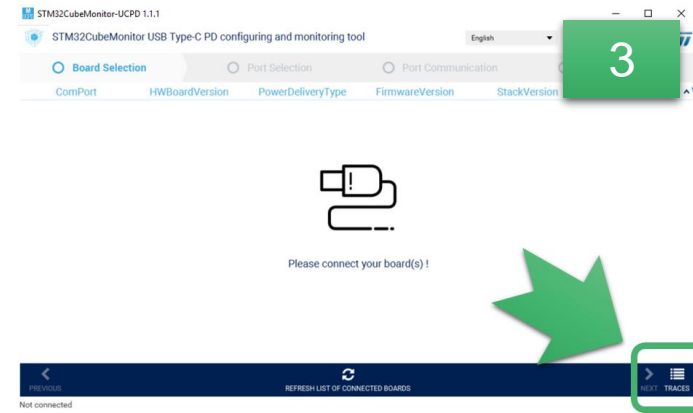 STM32CubeMonitor-UCPD 1.1.1
STM32CubeMonitor USB Type-C PD configuring and monitoring tool
English
3
Board Selection
Port Selection
Port Communication
ComPort
HWBoardVersion
PowerDeliveryType
FirmwareVersion
StackVersion
Please connect your board(s) !
PREVIOUS
REFRESH LIST OF CONNECTED BOARDS
NEXT
TRACES
Not connected